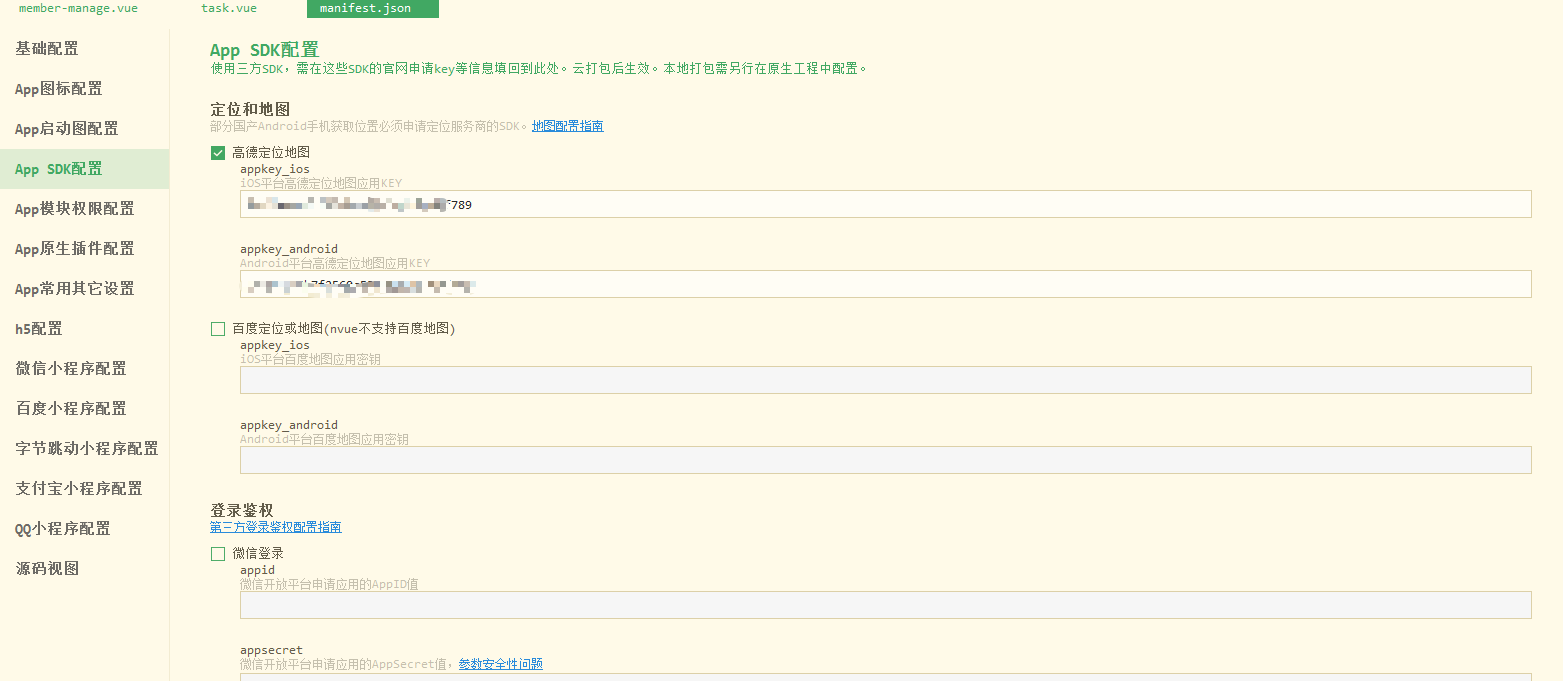 member-manage.vue
task.vue
manifest.json
基础配置
App图标配置
App启动图配置
App SDK配置
App模块权限配置
App原生插件配置
App常用其它设置
h5配置
微信小程序配置
百度小程序配置
字节跳动小程序配置
支付宝小程序配置
QQ小程序配置
源码视图
App SDK配置
使用三方SDK，需在这些SDK的官网申请key等信息填回到此处。云打包后生效。本地打包需另行在原生工程中配置。
定位和地图
部分国产Android手机获取位置必须申请定位服务商的SDK。地图配置指南
高德定位地图
appkey_ios
iOS平台高德定位地图应用KEY
789
appkey_android
Android平台高德定位地图应用KEY
百度定位或地图(nvue不支持百度地图)
appkey_ios
iOS平台百度地图应用密钥
appkey_android
Android平台百度地图应用密钥
登录鉴权
第三方登录鉴权配置指南
微信登录
appid
微信开放平台申请应用的AppID值
appsecret
微信开放平台申请应用的AppSecret值，参数安全性问题